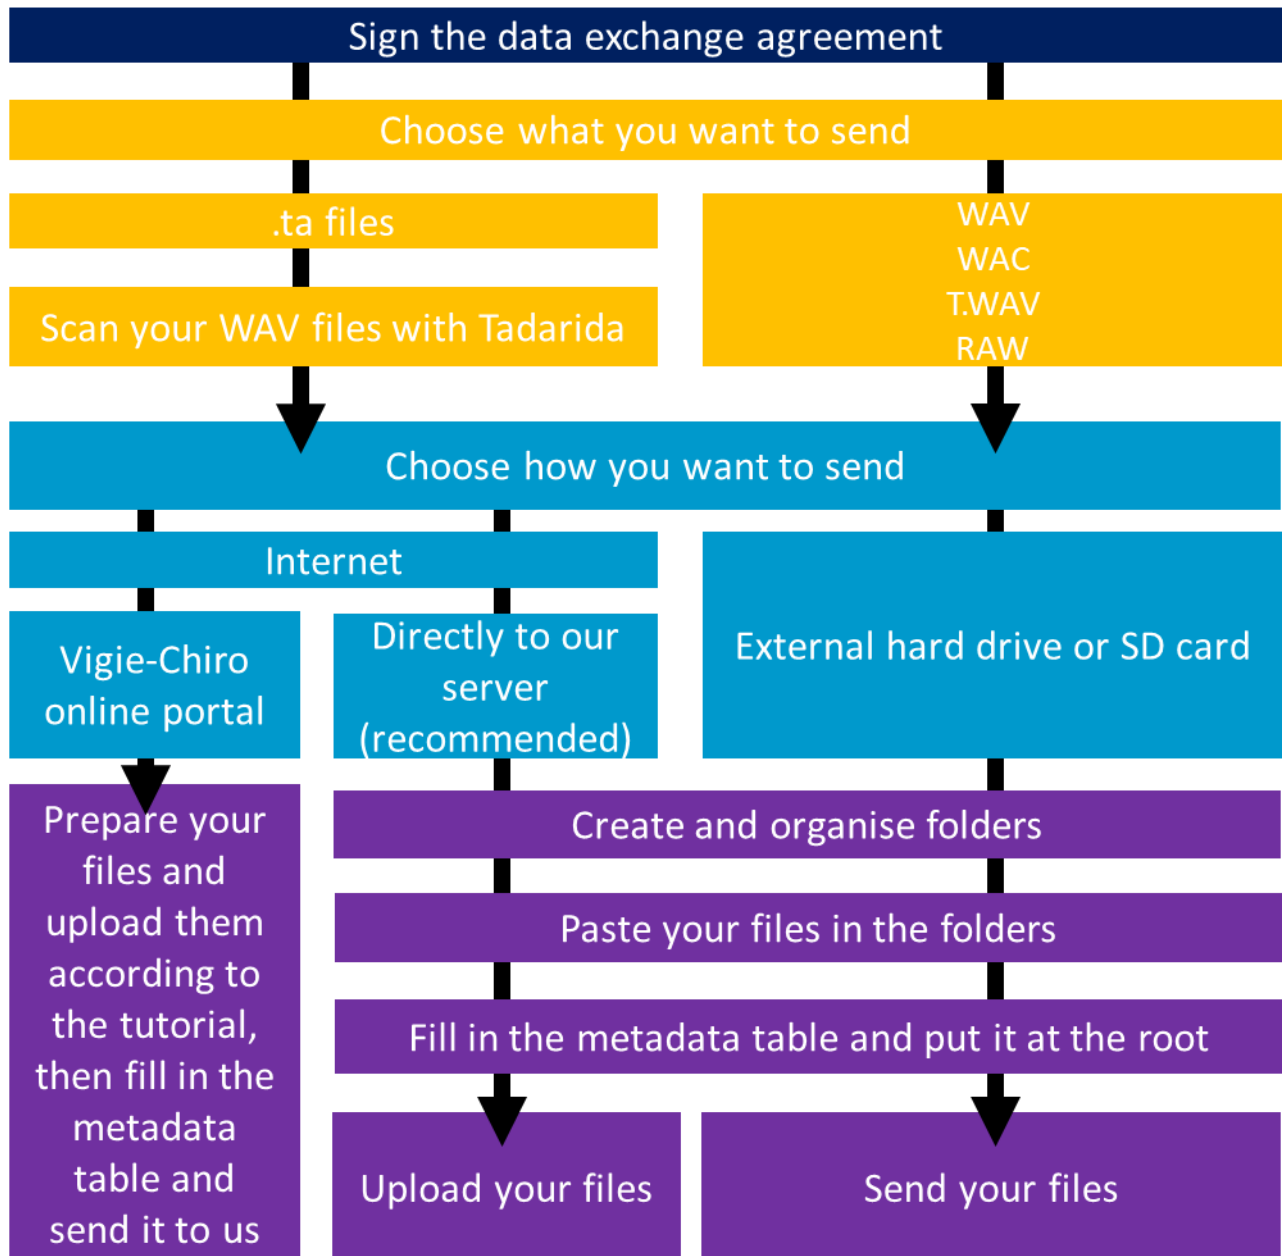 Sign the data exchange agreement
Choose what you want to send
.ta files
Scan your WAV files with Tadarida
WAV
WAC
T.WAV
RAW
Choose how you want to send
Internet
Vigie-Chiro
online portal
Directly to our
server
(recommended)
External hard drive or SD card
Prepare your
files and
upload them
according to
the tutorial,
then fill in the
metadata
table and
send it to us
Create and organise folders
Paste your files in the folders
Fill in the metadata table and put it at the root
Upload your files
Send your files